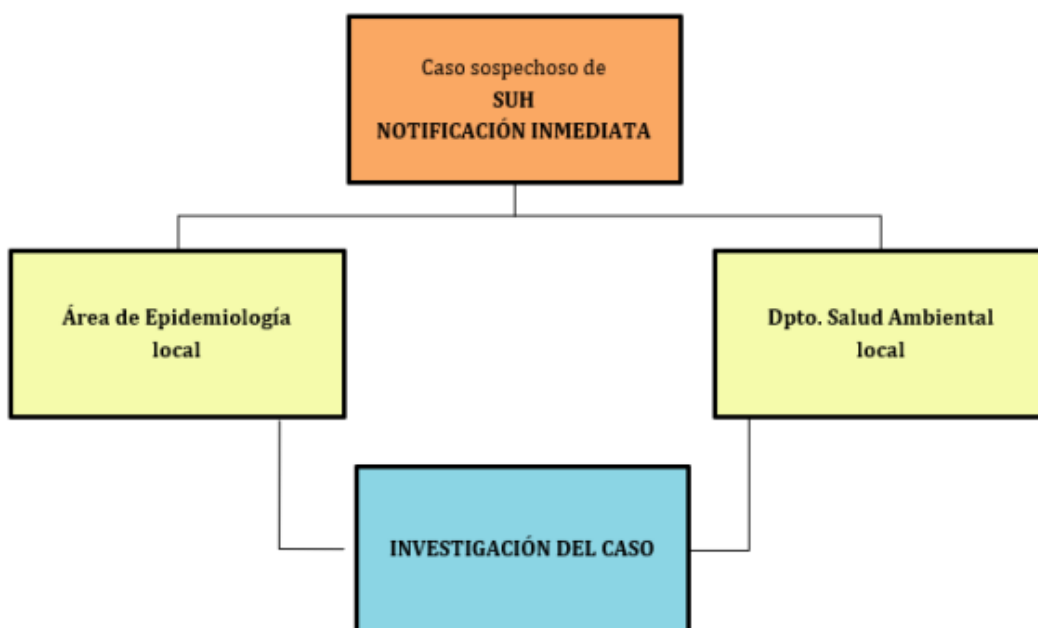 Caso sospechoso de
SUH
NOTIFICACIÓN INMEDIATA
Área de Epidemiología
local
Dpto. Salud Ambiental
local
INVESTIGACIÓN DEL CASO